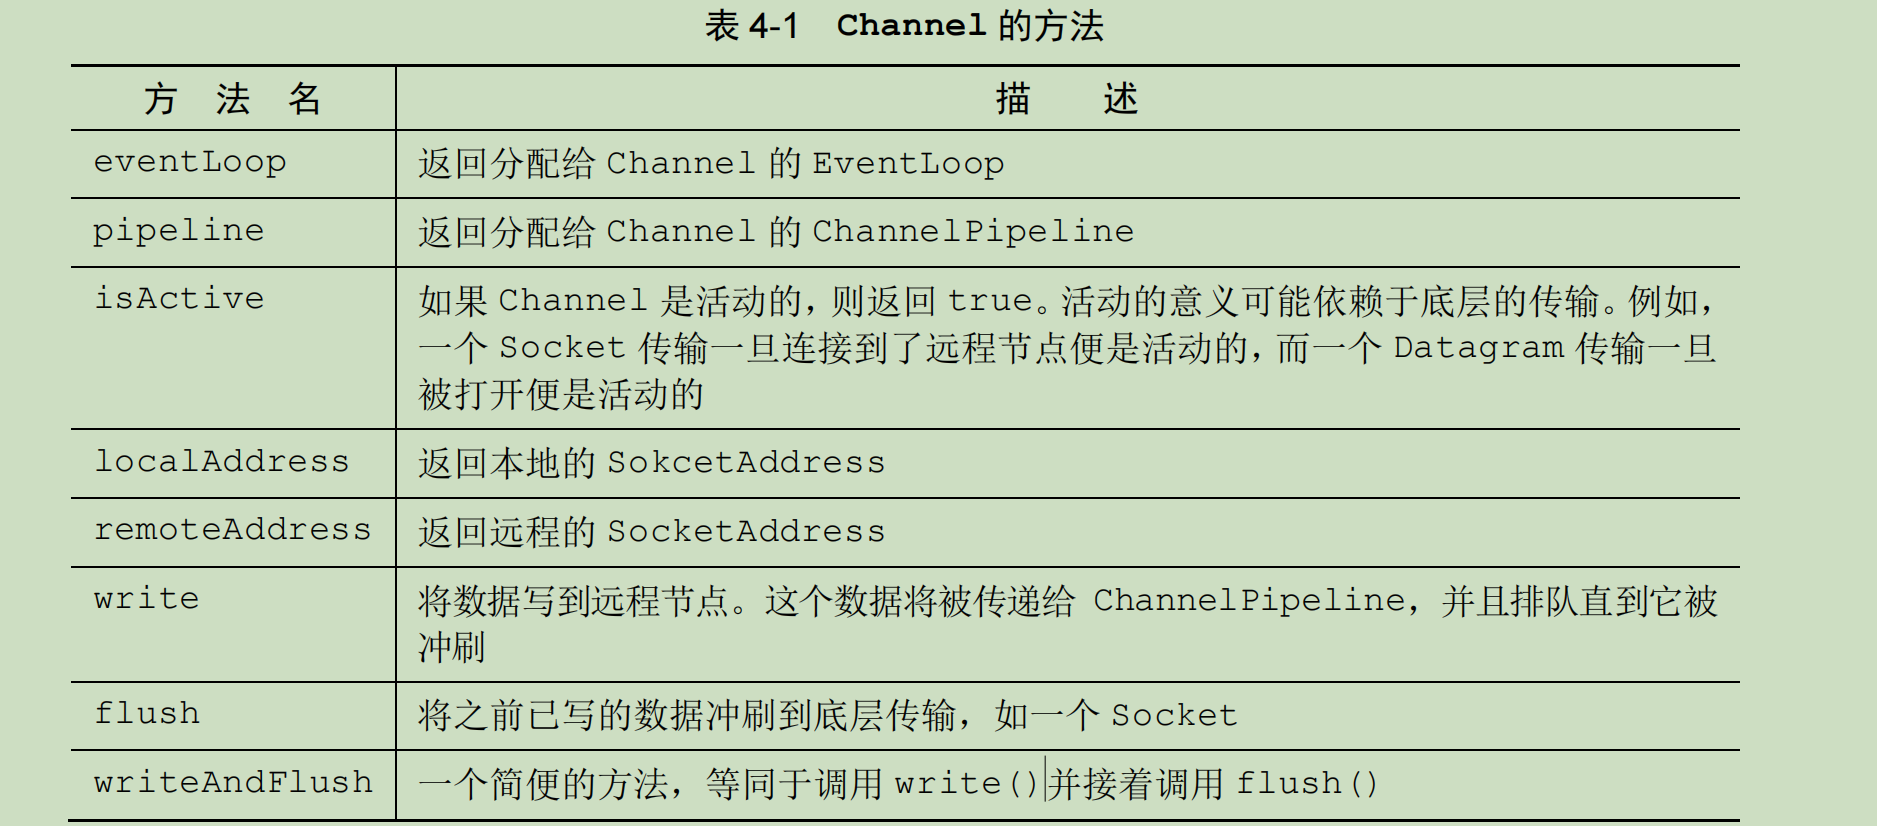 表 4-1 Channel 的方法
方 法 名 描 述
eventLoop 返回分配给 Channel 的 EventLoop
pipeline 返回分配给 Channel 的 ChannelPipeline
isActive 如果 Channel 是活动的，则返回 true。活动的意义可能依赖于底层的传输。例如，
一个 Socket 传输一旦连接到了远程节点便是活动的，而一个 Datagram 传输一旦
被打开便是活动的
localAddress 返回本地的 SokcetAddress
remoteAddress 返回远程的 SocketAddress
write 将数据写到远程节点。这个数据将被传递给 ChannelPipeline，并且排队直到它被
冲刷
flush 将之前已写的数据冲刷到底层传输，如一个 Socket
writeAndFlush 一个简便的方法，等同于调用 write()并接着调用 flush()